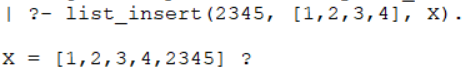 | ?- list_insert(2345, [1,2,3,4], X).
X = [1,2,3,4,2345] ?